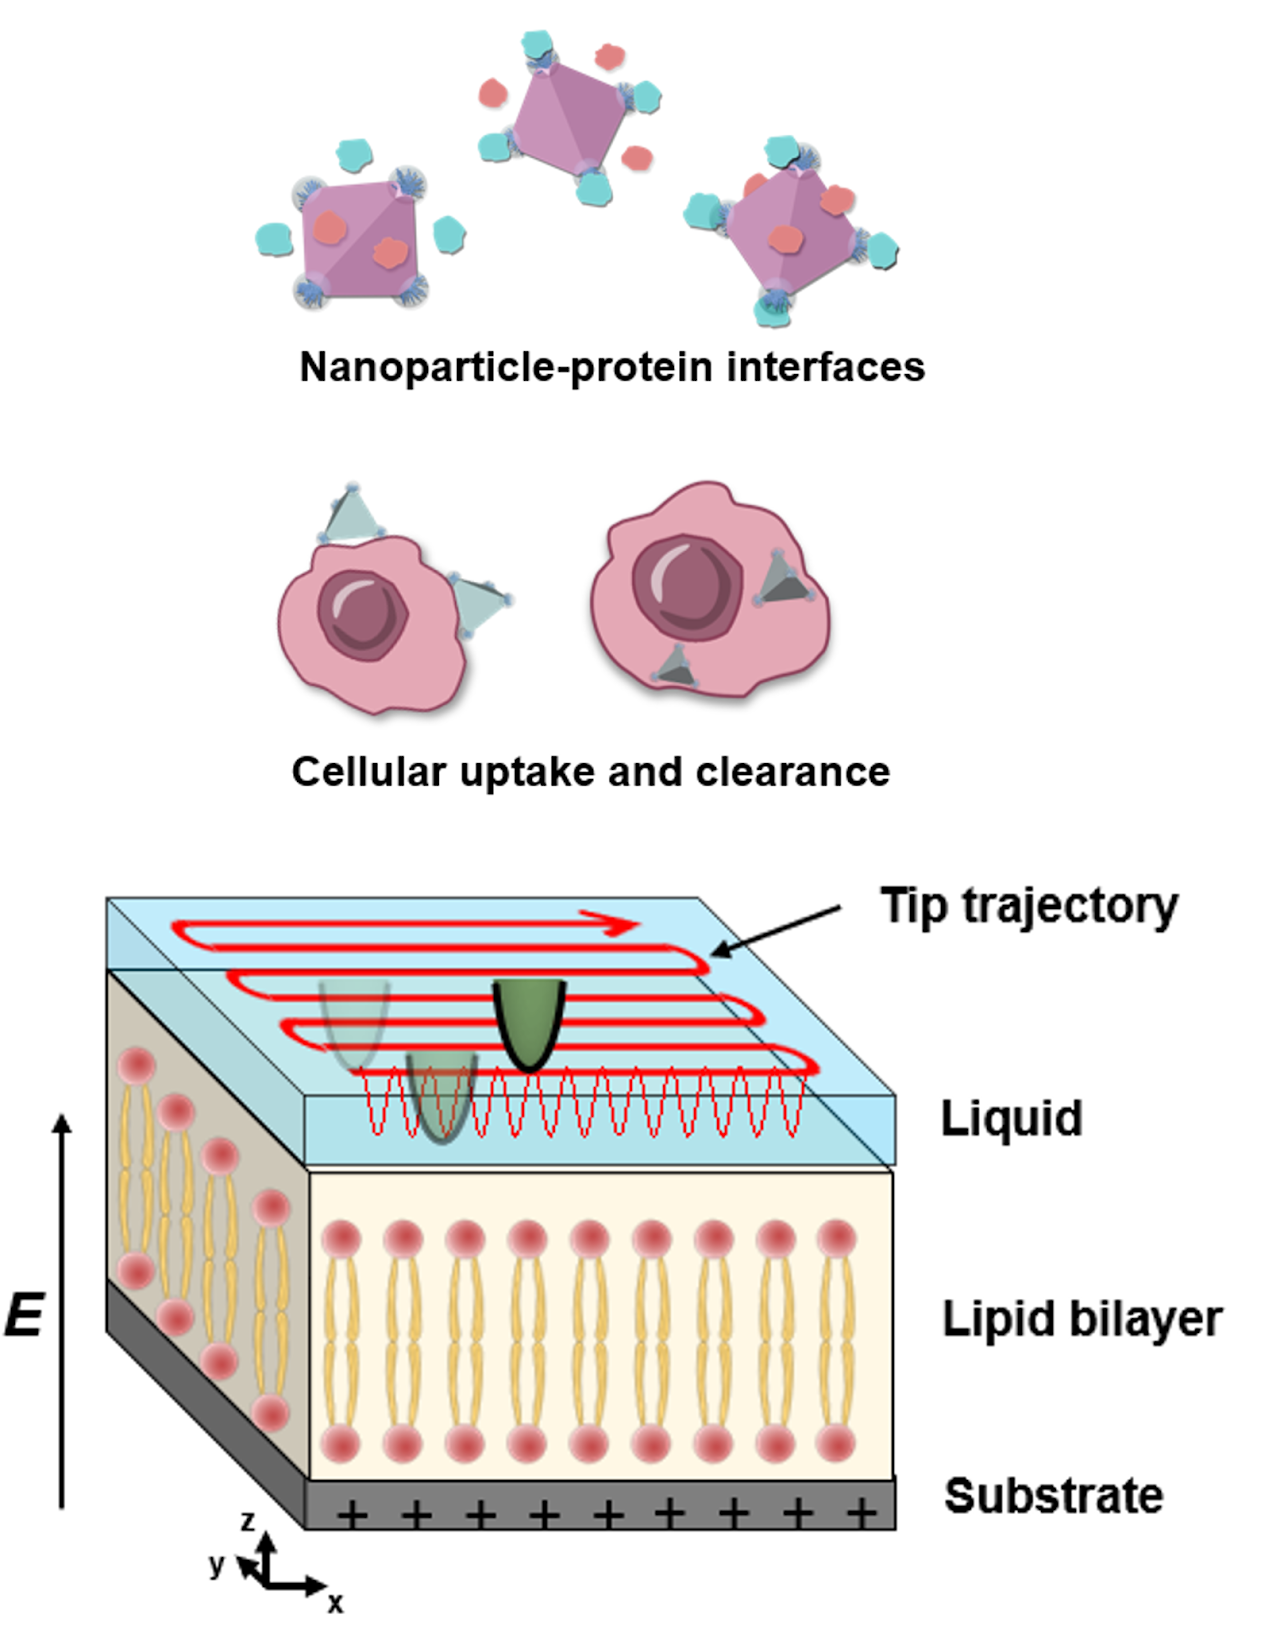 Nanoparticle-protein interfaces
Cellular uptake and clearance
Tip trajectory
Liquid
E
Lipid bilayer
Substrate
+ + + + + + + + +
z
y
x